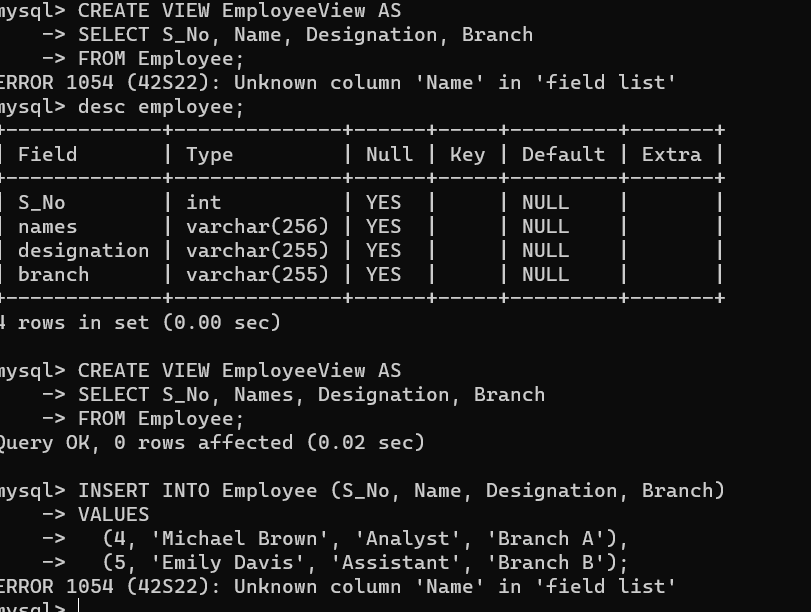 mysql> CREATE VIEW EmployeeView AS
    -> SELECT S_No, Name, Designation, Branch
    -> FROM Employee;
ERROR 1054 (42S22): Unknown column 'Name' in 'field list'
mysql> desc employee;
+-------------+--------------+------+-----+---------+-------+
| Field       | Type         | Null | Key | Default | Extra |
+-------------+--------------+------+-----+---------+-------+
| S_No        | int          | YES  |     | NULL    |       |
| names       | varchar(256) | YES  |     | NULL    |       |
| designation | varchar(255) | YES  |     | NULL    |       |
| branch      | varchar(255) | YES  |     | NULL    |       |
+-------------+--------------+------+-----+---------+-------+
4 rows in set (0.00 sec)

mysql> CREATE VIEW EmployeeView AS
    -> SELECT S_No, Names, Designation, Branch
    -> FROM Employee;
Query OK, 0 rows affected (0.02 sec)

mysql> INSERT INTO Employee (S_No, Name, Designation, Branch)
    -> VALUES
    ->   (4, 'Michael Brown', 'Analyst', 'Branch A'),
    ->   (5, 'Emily Davis', 'Assistant', 'Branch B');
ERROR 1054 (42S22): Unknown column 'Name' in 'field list'
mysql>